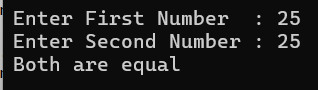 Enter First Number  : 25
Enter Second Number : 25
Both are equal